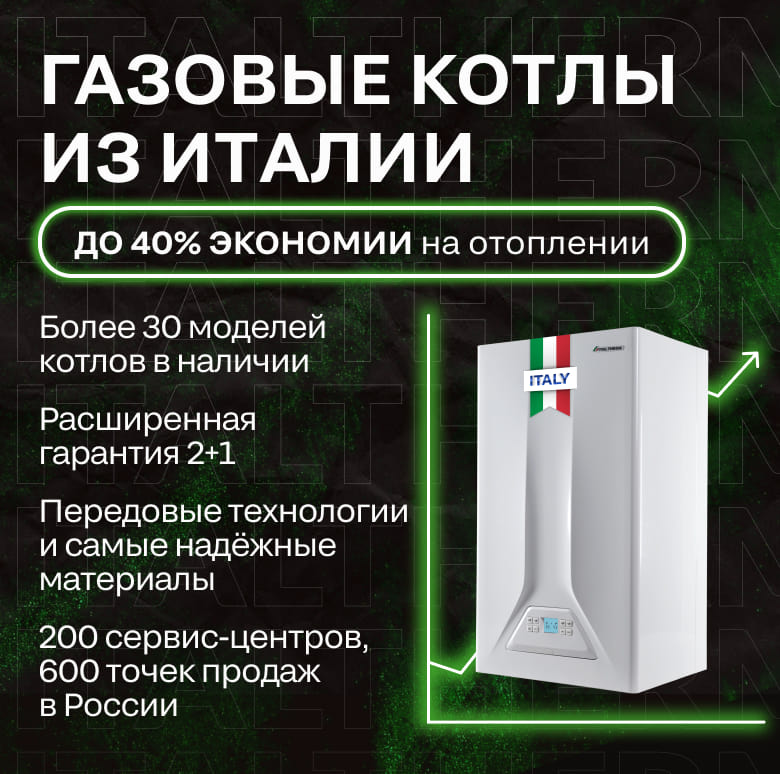 ГАЗОВЫЕ КОТЛЫ
ИЗ ИТАЛИИ
ДО 40% ЭКОНОМИИ на отоплении
Более 30 моделей
котлов в наличии
Расширенная
гарантия 2+1
Передовые технологии
и самые надёжные
материалы
200 сервис-центров,
600 точек продаж
в России
ITALTHERM
ITALY